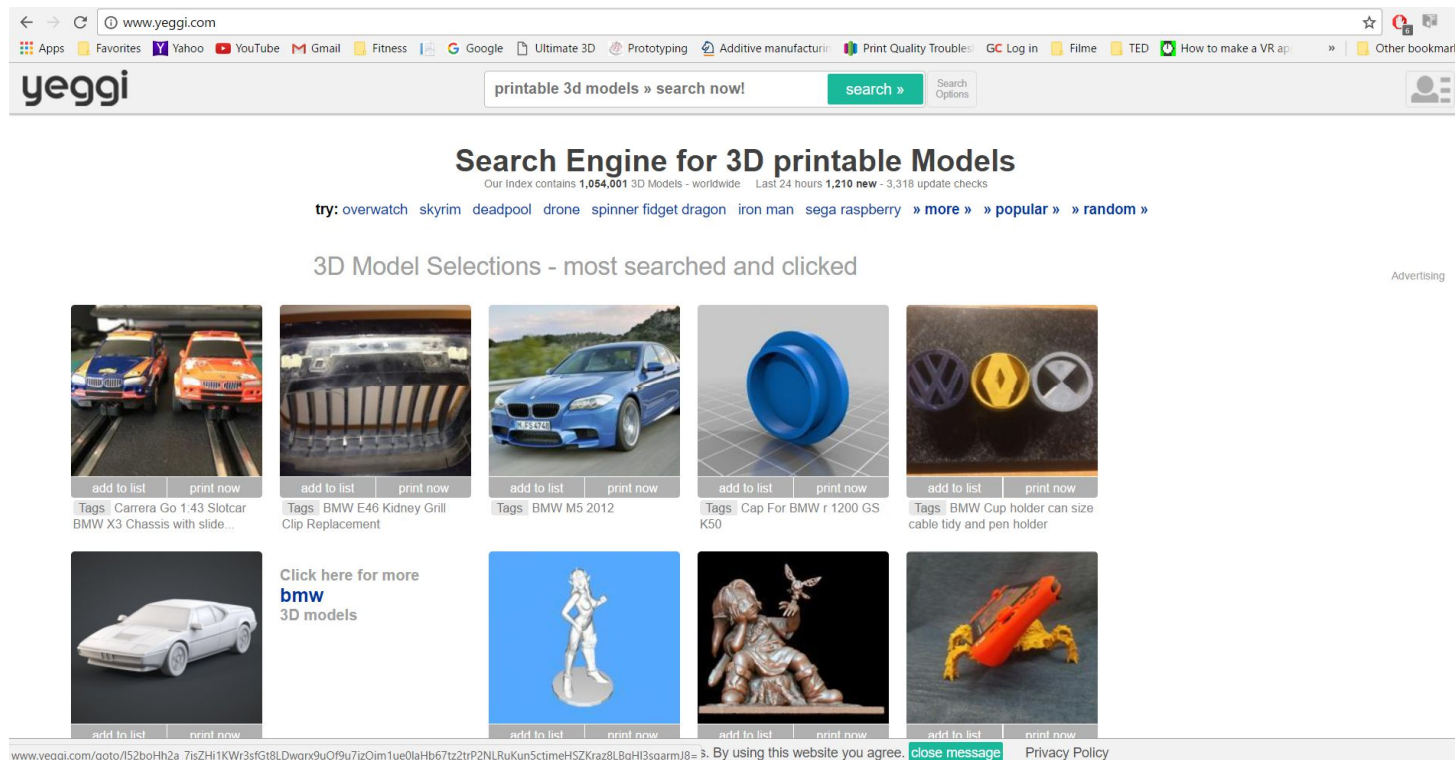 www.yeggi.com
6
Apps Favorites Yahoo YouTube Gmail Fitness Google Ultimate 3D Prototyping Additive manufacturin Print Quality Troubles GC Log in Filme TED How to make a VR ap » Other bookmar
yeggi
printable 3d models » search now!
search »
Search
Options
Search Engine for 3D printable Models
Our Index contains 1,054,001 3D Models - worldwide Last 24 hours 1,210 new - 3,318 update checks
try: overwatch skyrim deadpool drone spinner fidget dragon iron man sega raspberry » more » » popular » » random »
3D Model Selections - most searched and clicked
Advertising
add to list print now add to list print now add to list print now add to list print now add to list print now
Tags Carrera Go 1:43 Slotcar
BMW X3 Chassis with slide...
Tags BMW E46 Kidney Grill
Clip Replacement
Tags BMW M5 2012
Tags Cap For BMW r 1200 GS
K50
Tags BMW Cup holder can size
cable tidy and pen holder
Click here for more
bmw
3D models
add to list print now add to list print now add to list print now add to list print now
s. By using this website you agree. close message Privacy Policy